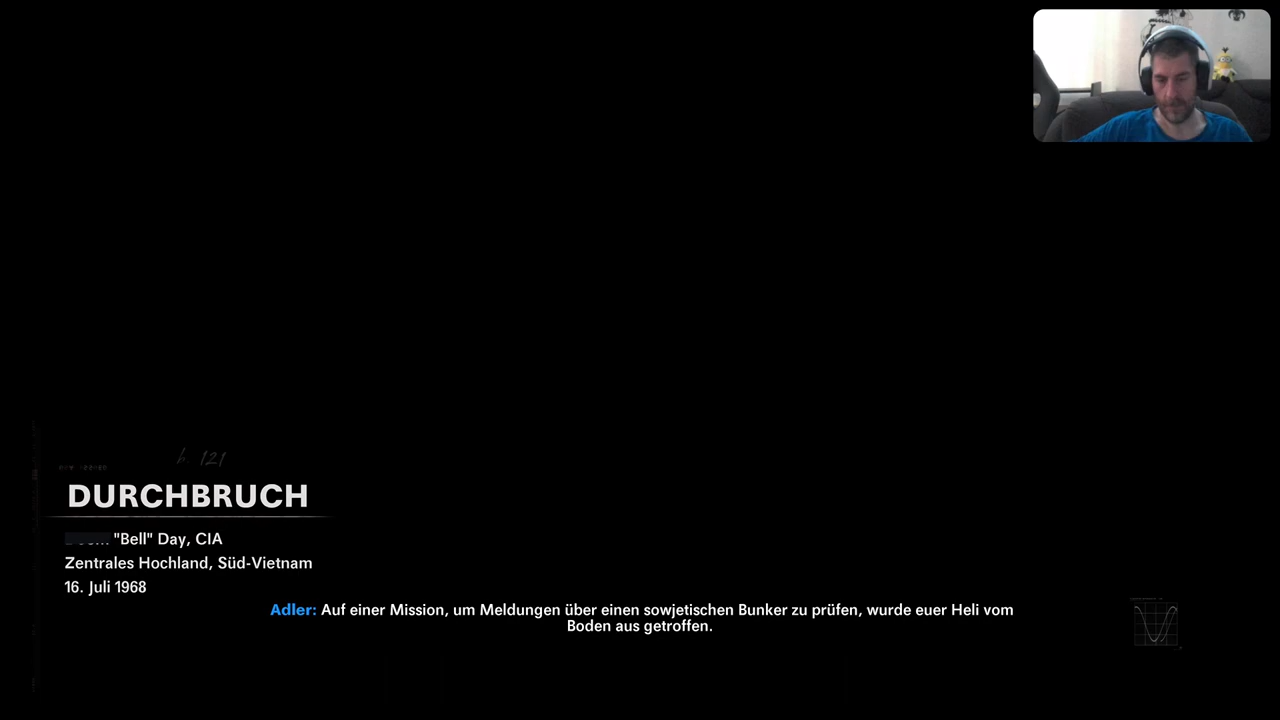 h. 121
DURCHBRUCH
"Bell" Day, CIA
Zentrales Hochland, Süd-Vietnam
16. Juli 1968
Adler: Auf einer Mission, um Meldungen über einen sowjetischen Bunker zu prüfen, wurde euer Heli vom
Boden aus getroffen.